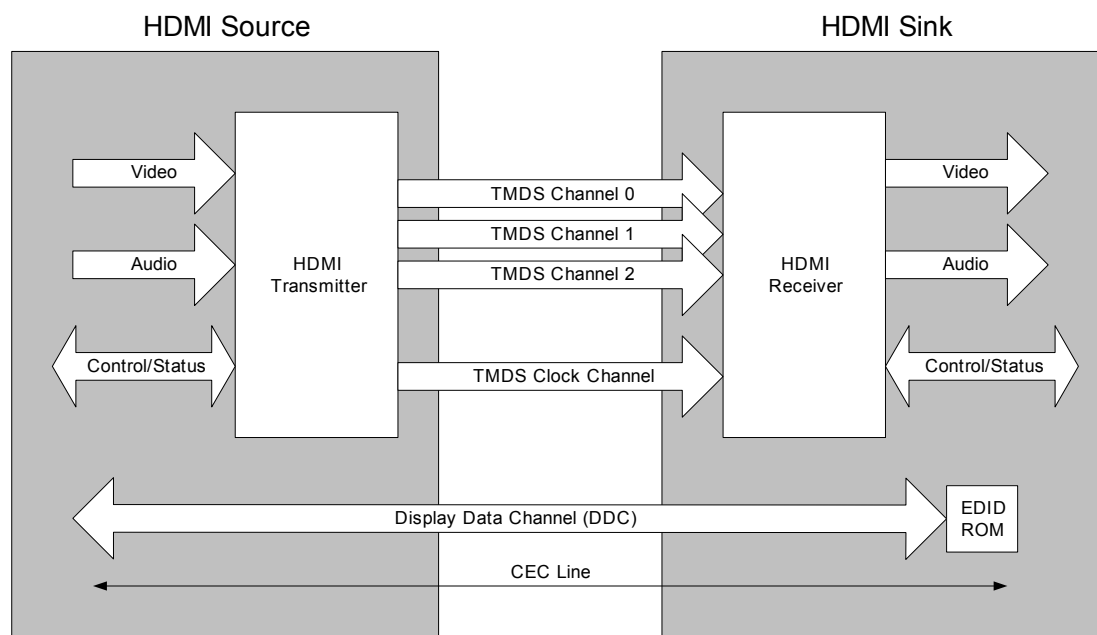 HDMI Source
HDMI Sink
Video
Audio
Control/Status
HDMI
Transmitter
TMDS Channel 0
TMDS Channel 1
TMDS Channel 2
TMDS Clock Channel
HDMI
Receiver
Video
Audio
Control/Status
Display Data Channel (DDC)
EDID
ROM
CEC Line